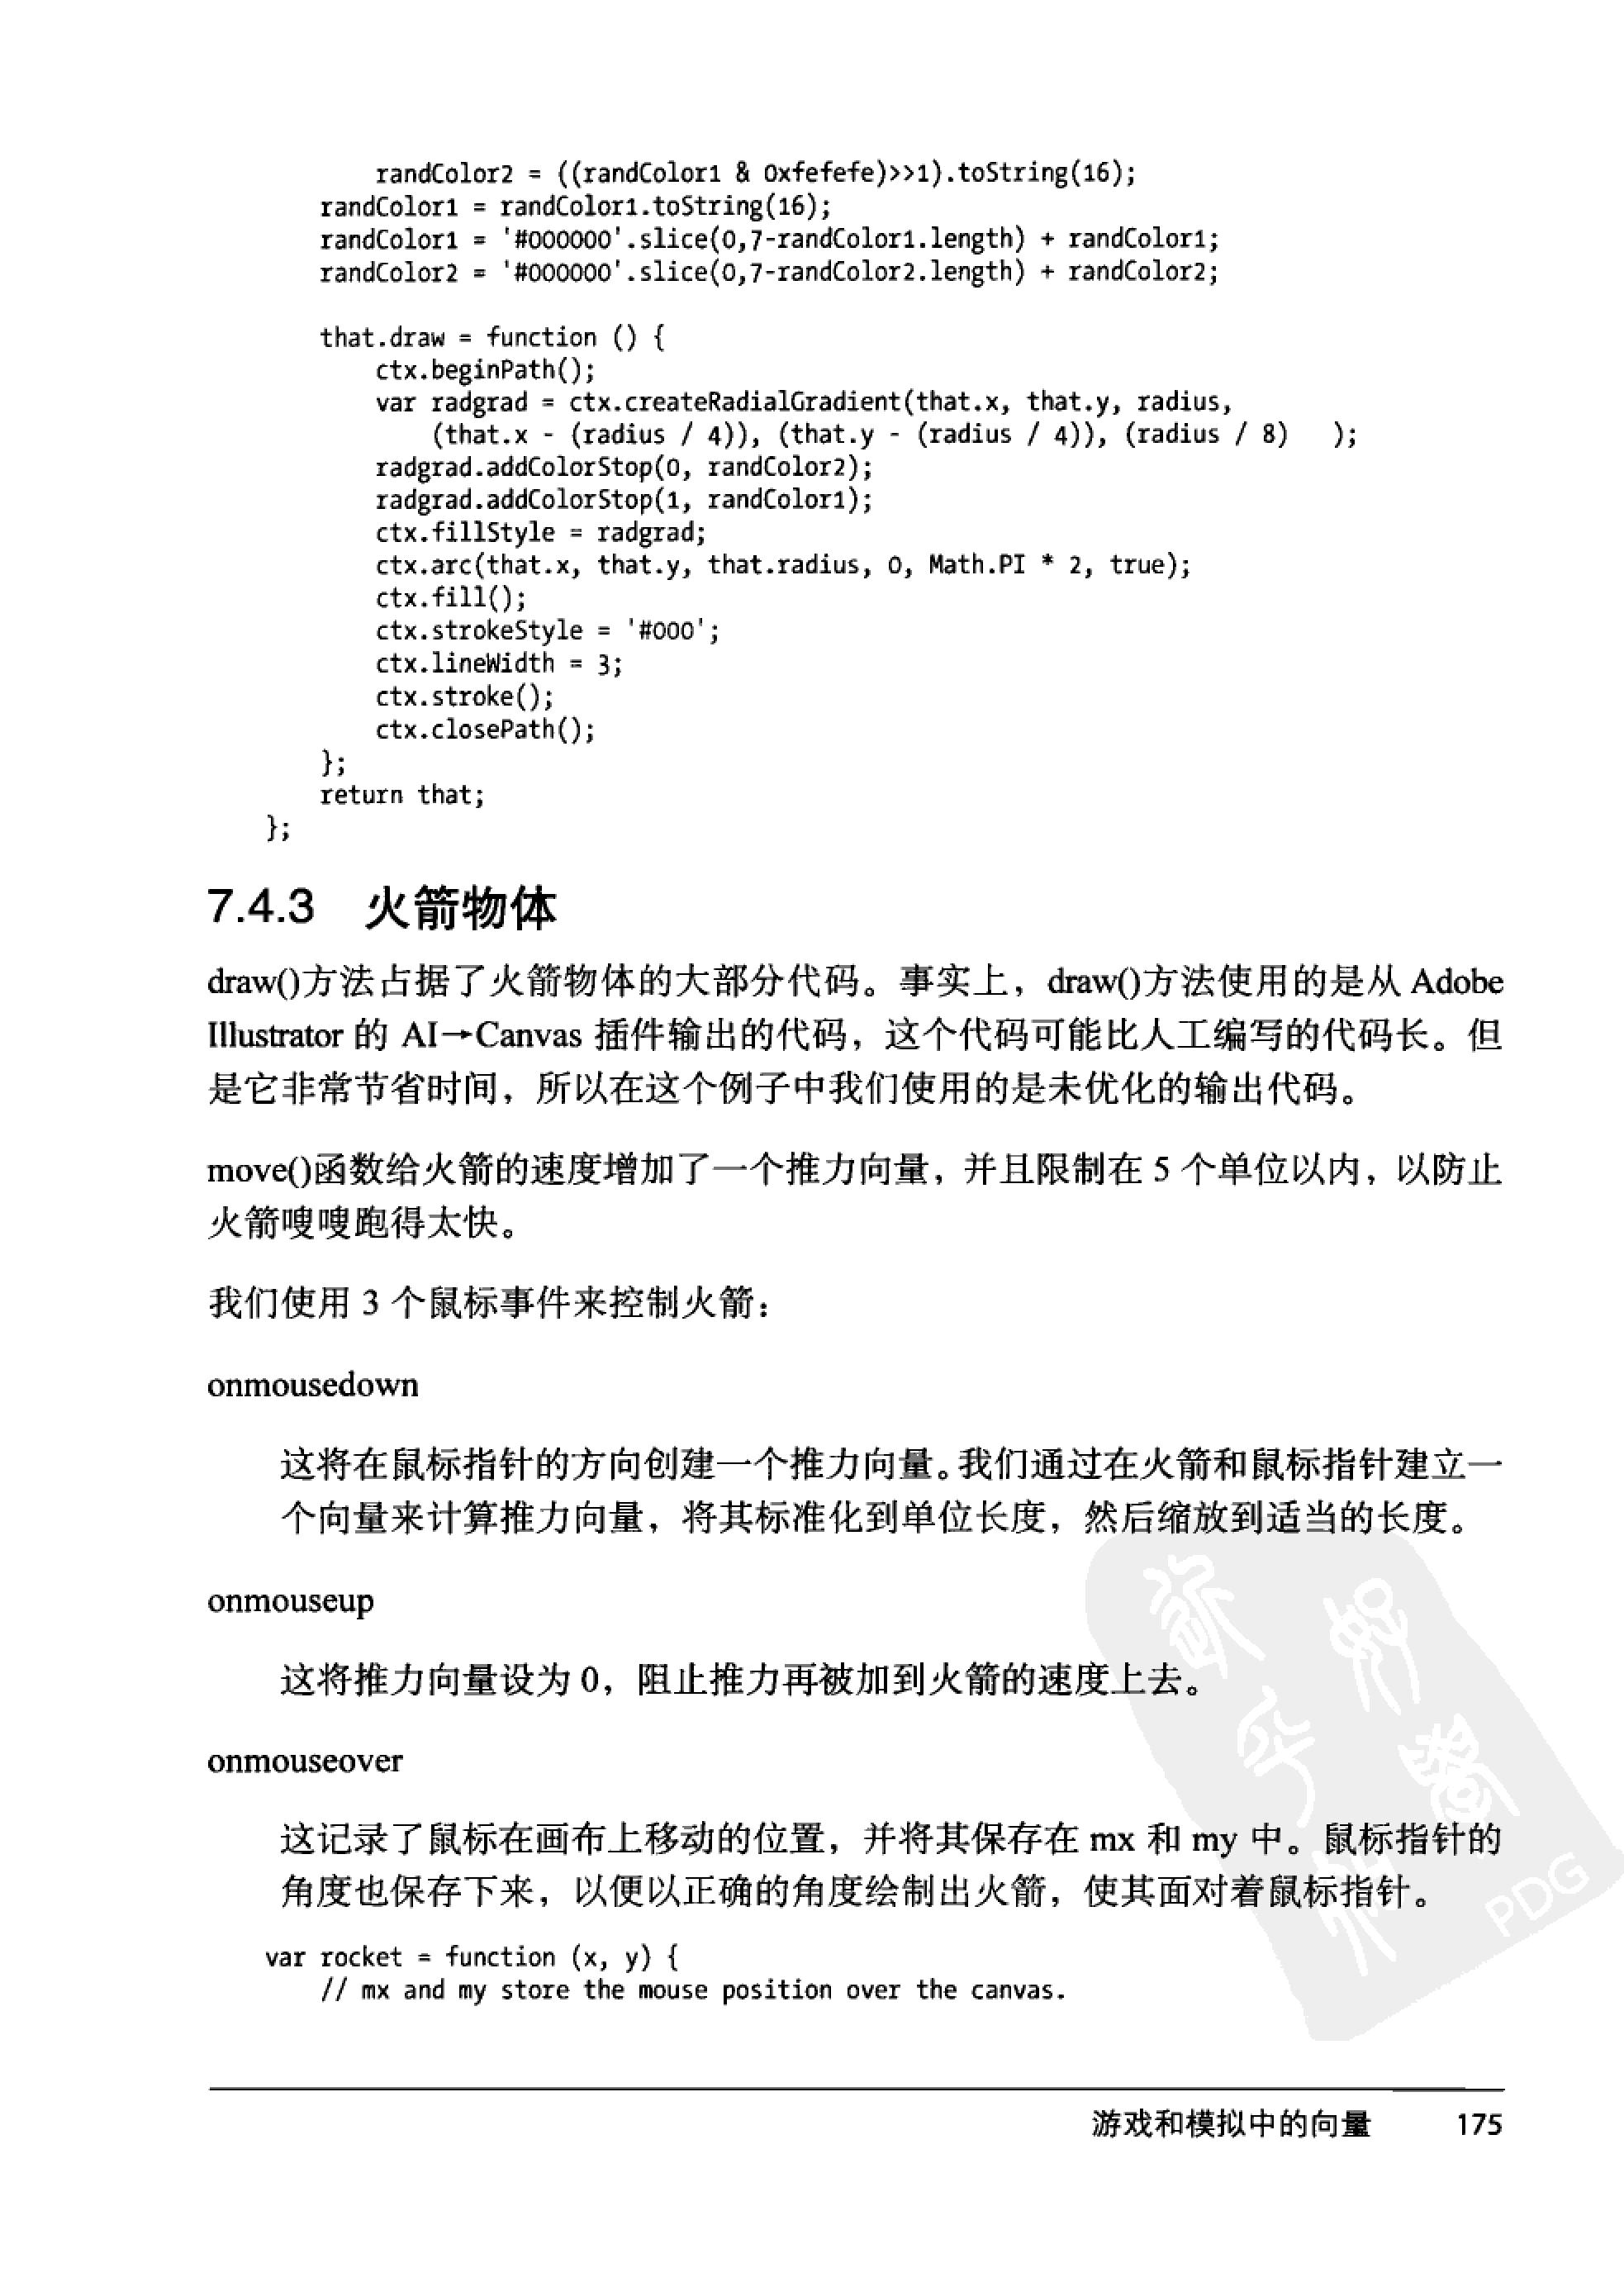 randColor2 = ((randColor1 & 0xfefefe)>>1).toString(16);
randColor1 = randColor1.toString(16);
randColor1 = '#000000'.slice(0,7-randColor1.length) + randColor1;
randColor2 = '#000000'.slice(0,7-randColor2.length) + randColor2;
that.draw = function () {
ctx.beginPath();
var radgrad = ctx.createRadialGradient(that.x, that.y, radius,
(that.x - (radius / 4)), (that.y - (radius / 4)), (radius / 8) );
radgrad.addColorStop(0, randColor2);
radgrad.addColorStop(1, randColor1);
ctx.fillStyle = radgrad;
ctx.arc(that.x, that.y, that.radius, 0, Math.PI * 2, true);
ctx.fill();
ctx.strokeStyle = '#000';
ctx.lineWidth = 3;
ctx.stroke();
ctx.closePath();
};
return that;
};
7.4.3 火箭物体
draw()方法占据了火箭物体的大部分代码。事实上，draw()方法使用的是从 Adobe
Illustrator 的 AI→Canvas 插件输出的代码，这个代码可能比人工编写的代码长。但
是它非常节省时间，所以在这个例子中我们使用的是未优化的输出代码。
move()函数给火箭的速度增加了一个推力向量，并且限制在 5 个单位以内，以防止
火箭嗖嗖跑得太快。
我们使用 3 个鼠标事件来控制火箭：
onmousedown
这将在鼠标指针的方向创建一个推力向量。我们通过在火箭和鼠标指针建立一
个向量来计算推力向量，将其标准化到单位长度，然后缩放到适当的长度。
onmouseup
这将推力向量设为 0，阻止推力再被加到火箭的速度上去。
onmouseover
这记录了鼠标在画布上移动的位置，并将其保存在 mx 和 my 中。鼠标指针的
角度也保存下来，以便以正确的角度绘制出火箭，使其面对着鼠标指针。
PDG
var rocket = function (x, y) {
// mx and my store the mouse position over the canvas.
游戏和模拟中的向量 175